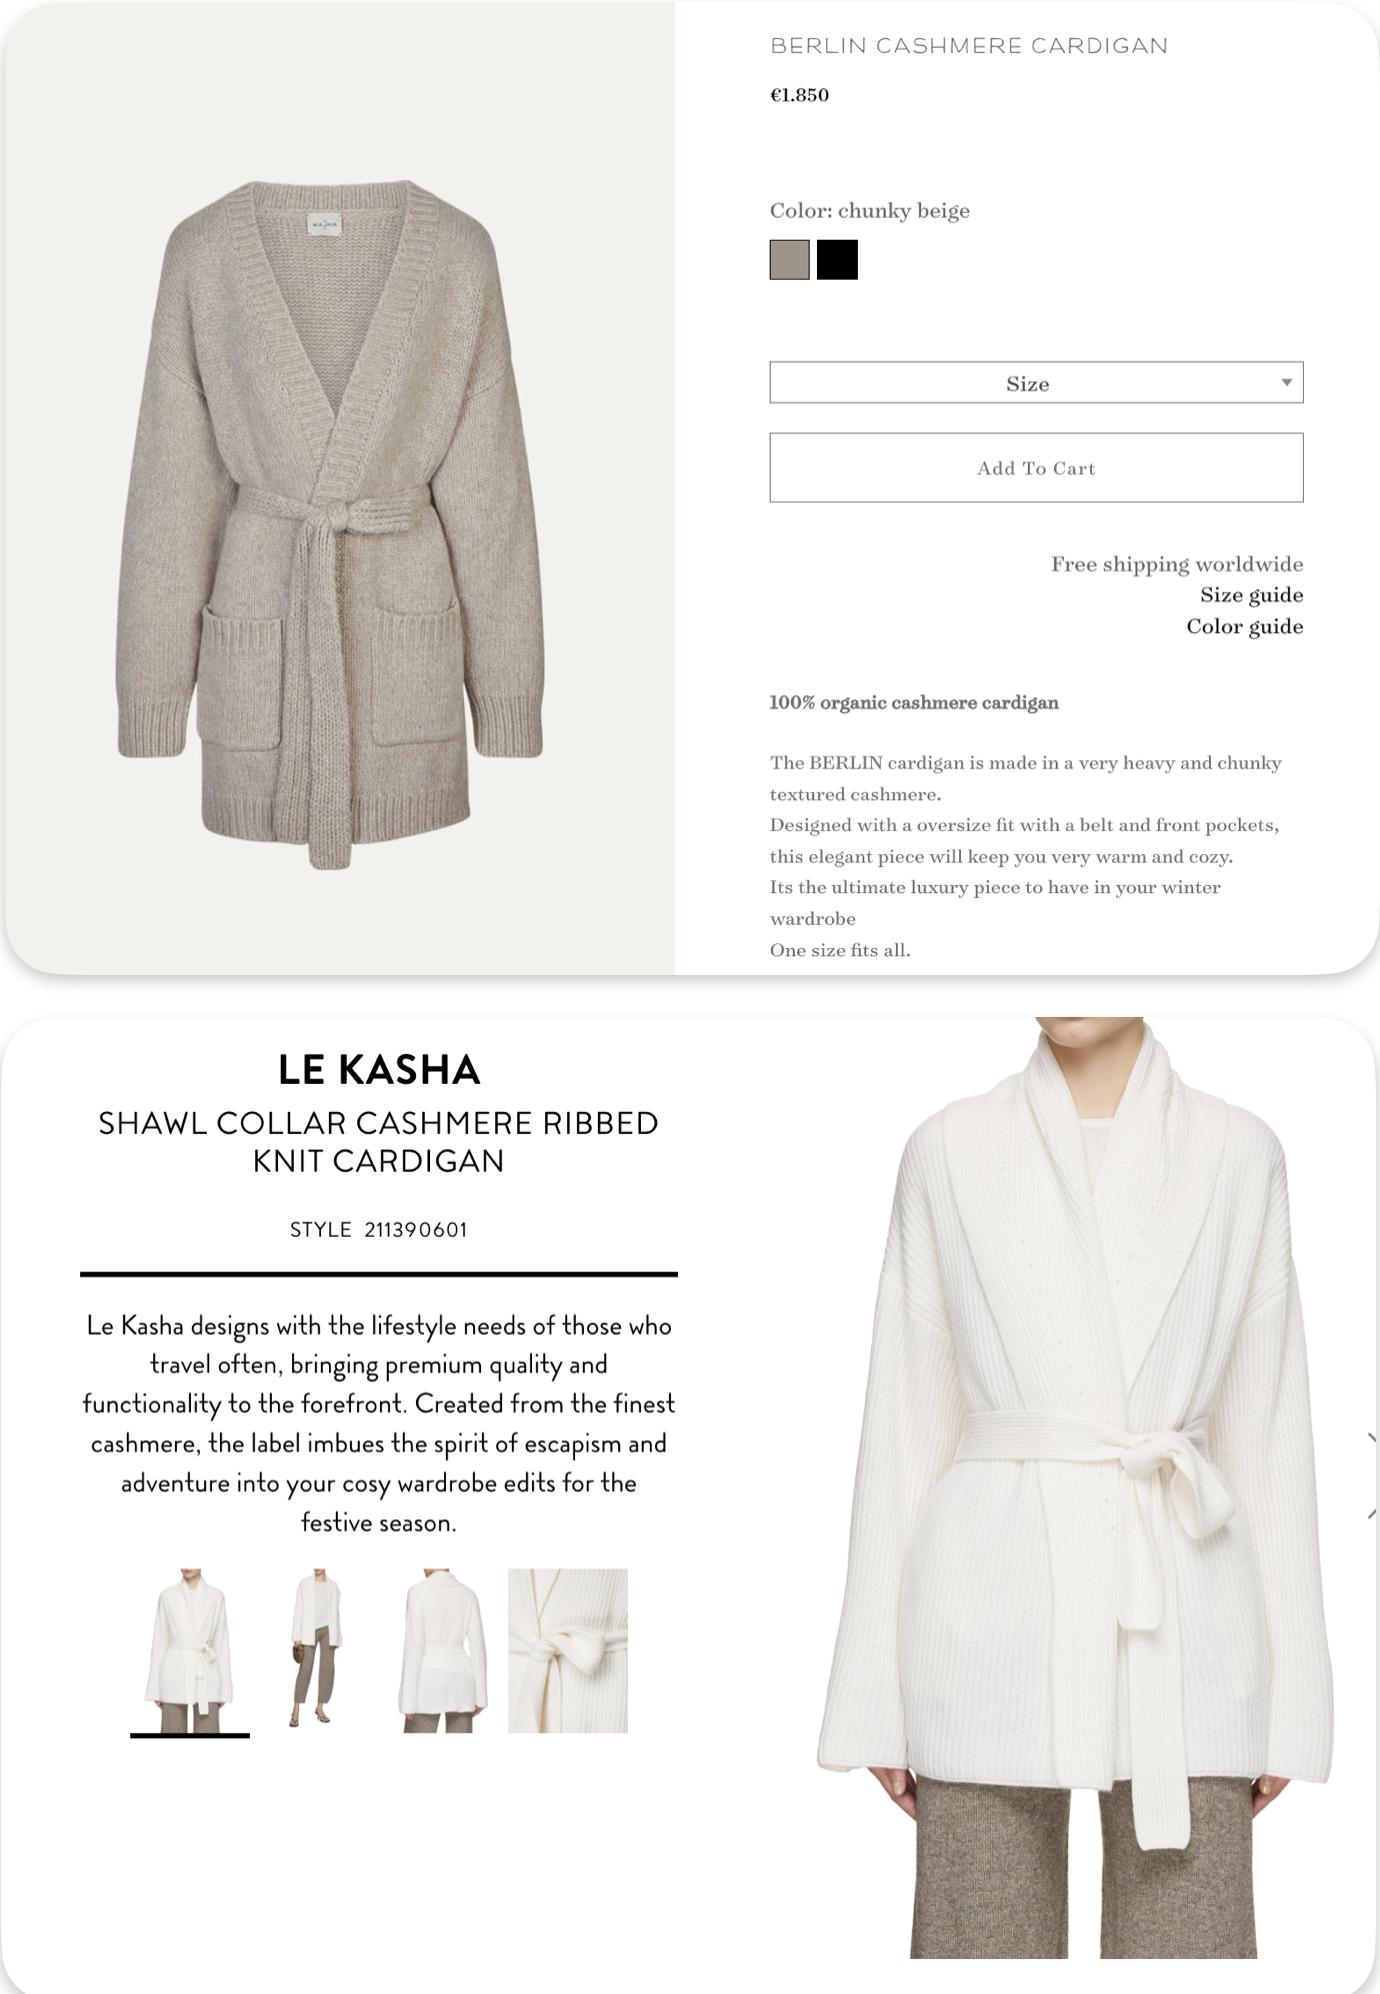 BERLIN CASHMERE CARDIGAN
€1.850
KASHA
Color: chunky beige
Size
Add To Cart
Free shipping worldwide
Size guide
Color guide
100% organic cashmere cardigan
The BERLIN cardigan is made in a very heavy and chunky
textured cashmere.
Designed with a oversize fit with a belt and front pockets,
this elegant piece will keep you very warm and cozy.
Its the ultimate luxury piece to have in your winter
wardrobe
One size fits all.
LE KASHA
SHAWL COLLAR CASHMERE RIBBED
KNIT CARDIGAN
STYLE 211390601
Le Kasha designs with the lifestyle needs of those who
travel often, bringing premium quality and
functionality to the forefront. Created from the finest
cashmere, the label imbues the spirit of escapism and
adventure into your cosy wardrobe edits for the
festive season.